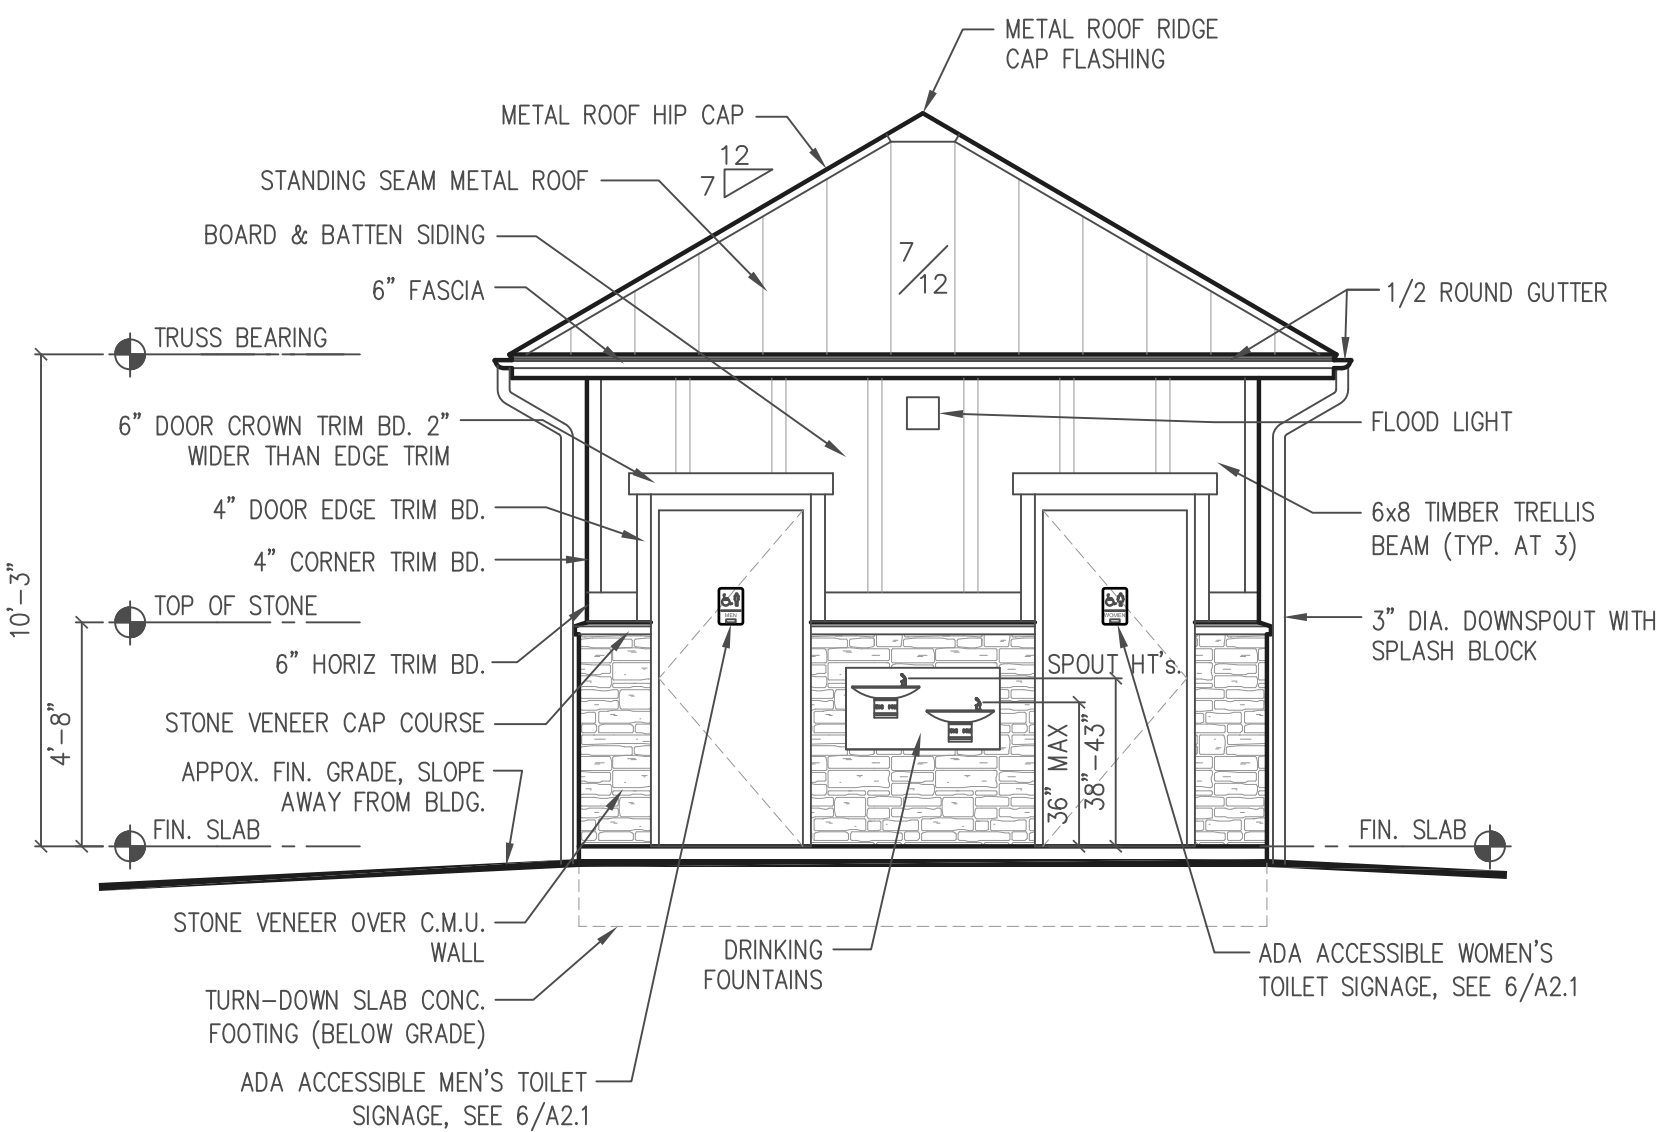 METAL ROOF RIDGE
CAP FLASHING
METAL ROOF HIP CAP
12
7
STANDING SEAM METAL ROOF
BOARD & BATTEN SIDING
7/12
6" FASCIA
1/2 ROUND GUTTER
TRUSS BEARING
6" DOOR CROWN TRIM BD. 2"
WIDER THAN EDGE TRIM
FLOOD LIGHT
4" DOOR EDGE TRIM BD.
6x8 TIMBER TRELLIS
BEAM (TYP. AT 3)
4" CORNER TRIM BD.
10'-3"
TOP OF STONE
MEN
WOMEN
3" DIA. DOWNSPOUT WITH
SPLASH BLOCK
6" HORIZ TRIM BD.
SPOUT HT's.
STONE VENEER CAP COURSE
4'-8"
36" MAX
38"-43"
APPOX. FIN. GRADE, SLOPE
AWAY FROM BLDG.
FIN. SLAB
FIN. SLAB
STONE VENEER OVER C.M.U.
WALL
DRINKING
FOUNTAINS
ADA ACCESSIBLE WOMEN'S
TOILET SIGNAGE, SEE 6/A2.1
TURN-DOWN SLAB CONC.
FOOTING (BELOW GRADE)
ADA ACCESSIBLE MEN'S TOILET
SIGNAGE, SEE 6/A2.1